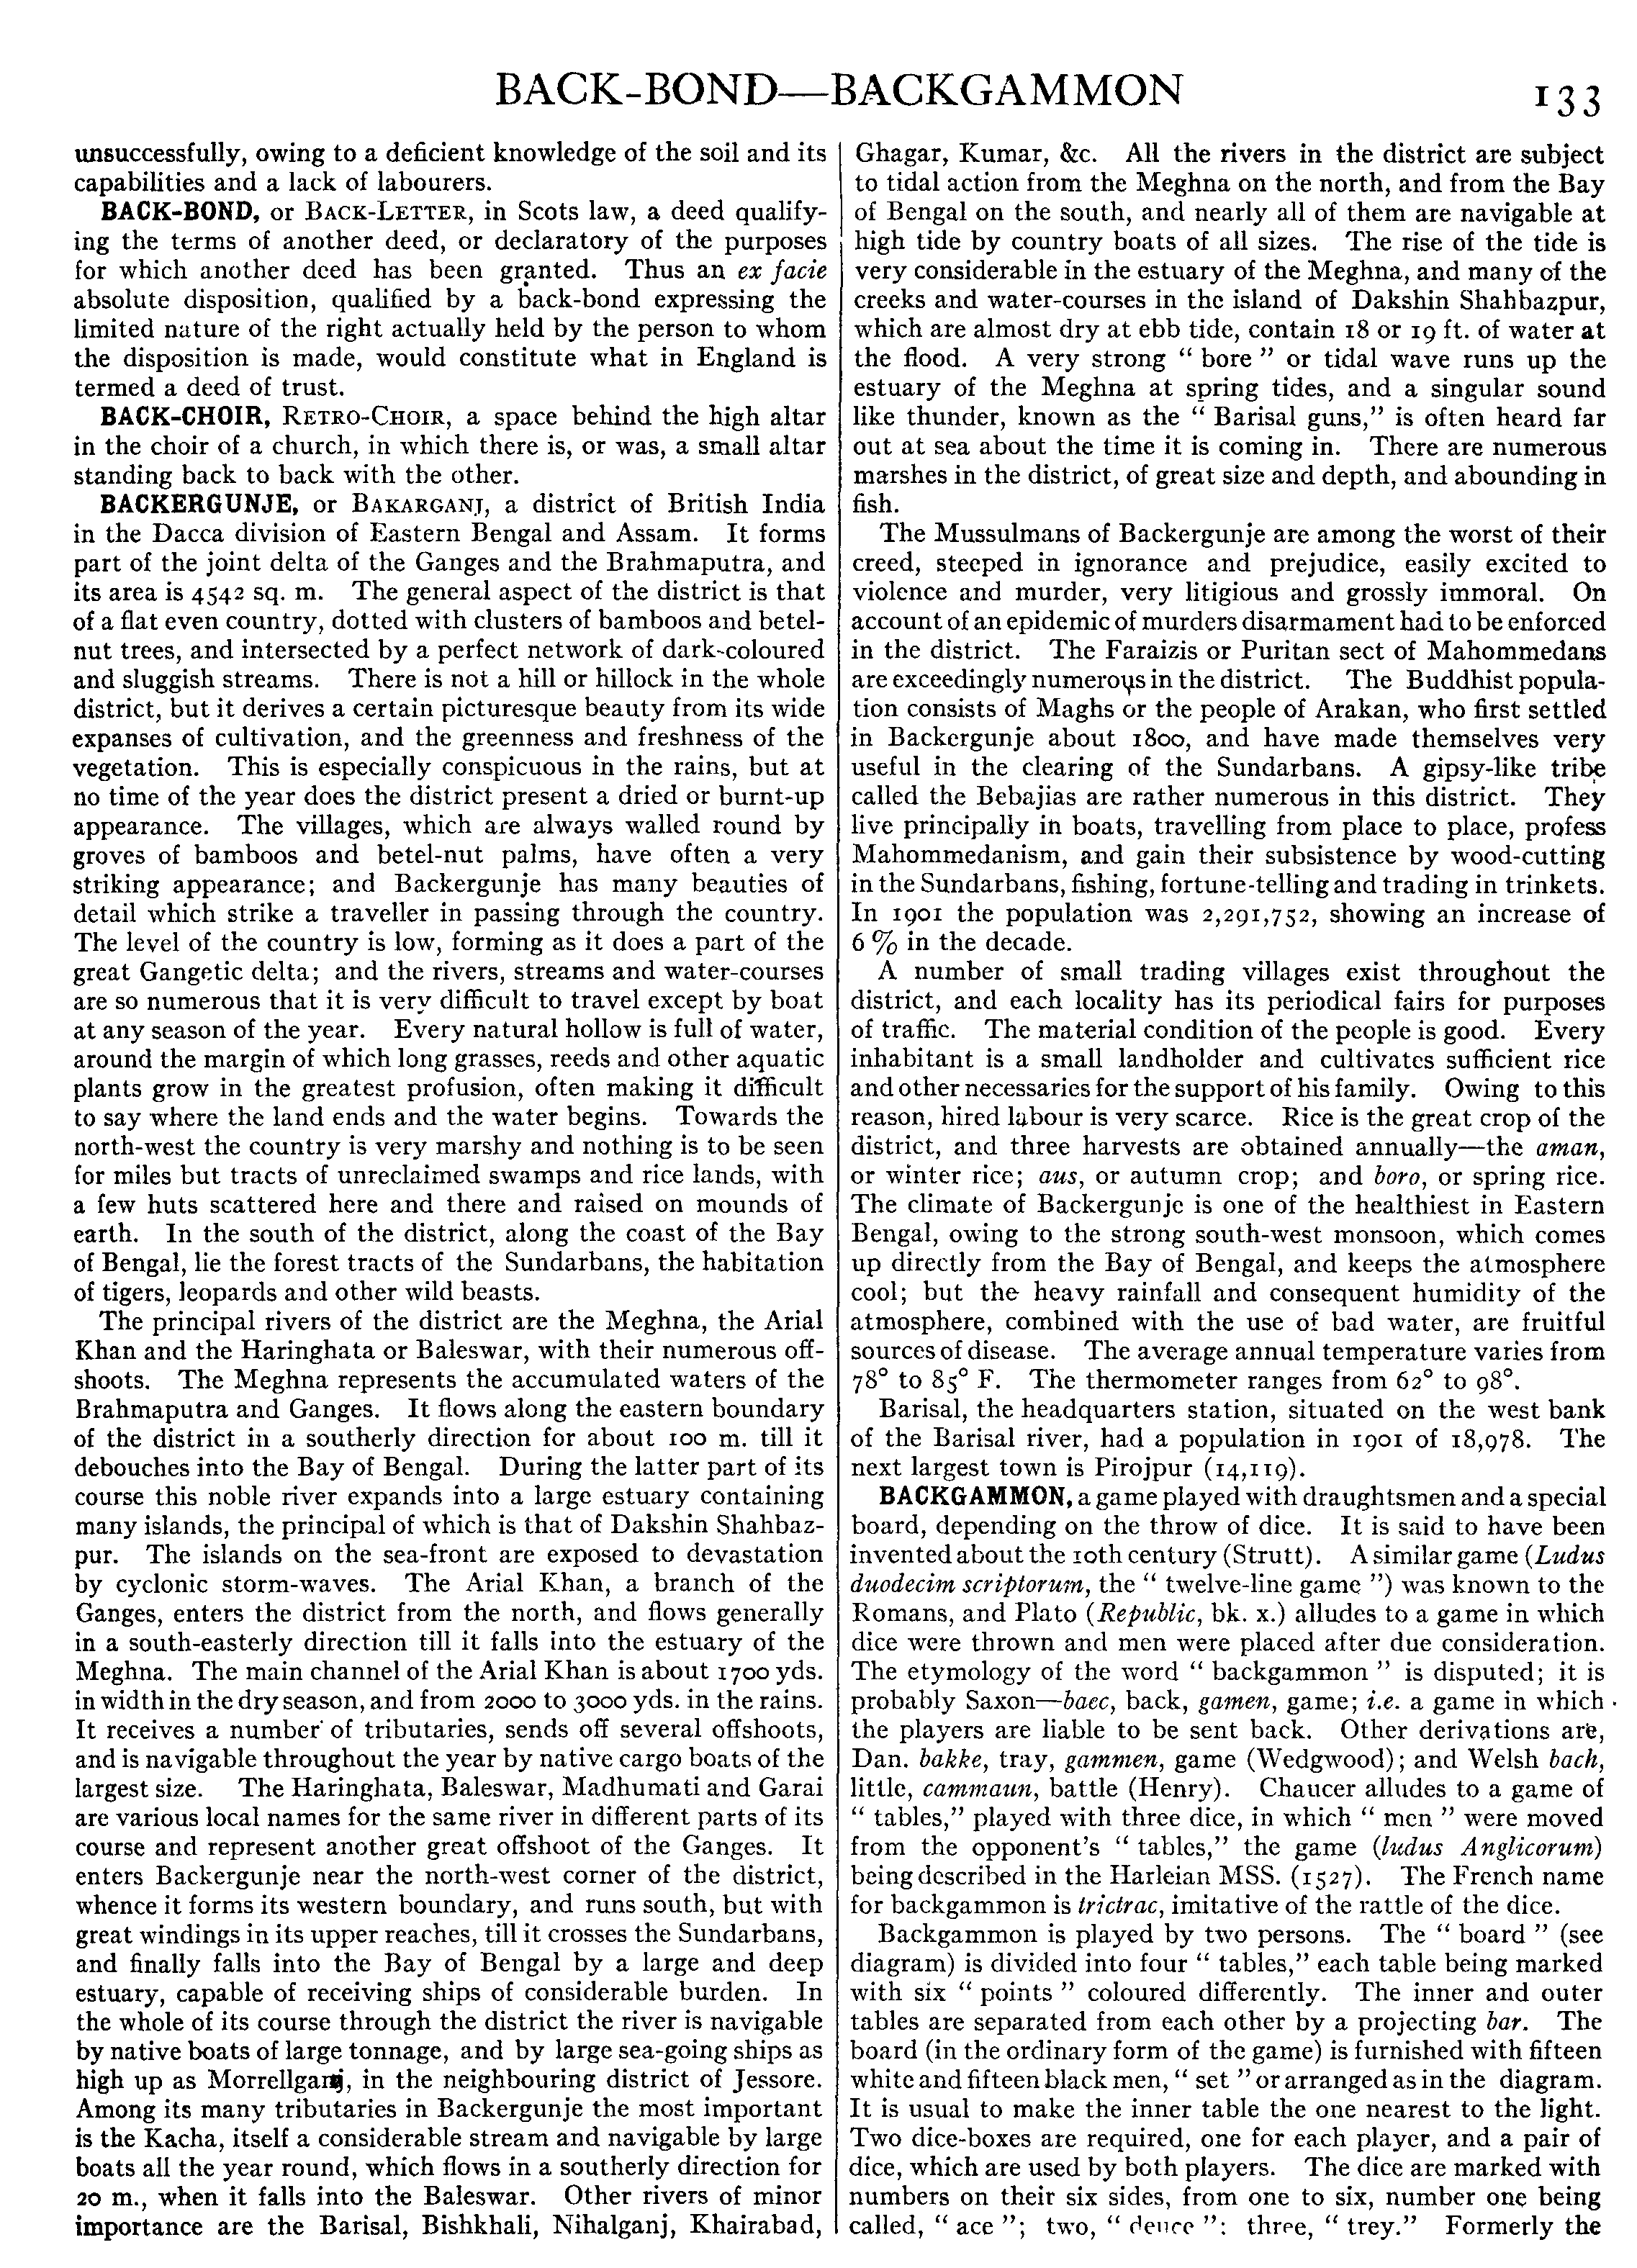 BACK-BOND—BACKGAMMON
133
unsuccessfully, owing to a deficient knowledge of the soil and its
capabilities and a lack of labourers.
BACK-BOND, or BACK-LETTER, in Scots law, a deed qualify-
ing the terms of another deed, or declaratory of the purposes
for which another deed has been granted. Thus an ex facie
absolute disposition, qualified by a back-bond expressing the
limited nature of the right actually held by the person to whom
the disposition is made, would constitute what in England is
termed a deed of trust.
BACK-CHOIR, RETRO-CHOIR, a space behind the high altar
in the choir of a church, in which there is, or was, a small altar
standing back to back with the other.
BACKERGUNJE, or BAKARGANJ, a district of British India
in the Dacca division of Eastern Bengal and Assam. It forms
part of the joint delta of the Ganges and the Brahmaputra, and
its area is 4542 sq. m. The general aspect of the district is that
of a flat even country, dotted with clusters of bamboos and betel-
nut trees, and intersected by a perfect network of dark-coloured
and sluggish streams. There is not a hill or hillock in the whole
district, but it derives a certain picturesque beauty from its wide
expanses of cultivation, and the greenness and freshness of the
vegetation. This is especially conspicuous in the rains, but at
no time of the year does the district present a dried or burnt-up
appearance. The villages, which are always walled round by
groves of bamboos and betel-nut palms, have often a very
striking appearance; and Backergunje has many beauties of
detail which strike a traveller in passing through the country.
The level of the country is low, forming as it does a part of the
great Gangetic delta; and the rivers, streams and water-courses
are so numerous that it is very difficult to travel except by boat
at any season of the year. Every natural hollow is full of water,
around the margin of which long grasses, reeds and other aquatic
plants grow in the greatest profusion, often making it difficult
to say where the land ends and the water begins. Towards the
north-west the country is very marshy and nothing is to be seen
for miles but tracts of unreclaimed swamps and rice lands, with
a few huts scattered here and there and raised on mounds of
earth. In the south of the district, along the coast of the Bay
of Bengal, lie the forest tracts of the Sundarbans, the habitation
of tigers, leopards and other wild beasts.
The principal rivers of the district are the Meghna, the Arial
Khan and the Haringhata or Baleswar, with their numerous off-
shoots. The Meghna represents the accumulated waters of the
Brahmaputra and Ganges. It flows along the eastern boundary
of the district in a southerly direction for about 100 m. till it
debouches into the Bay of Bengal. During the latter part of its
course this noble river expands into a large estuary containing
many islands, the principal of which is that of Dakshin Shahbaz-
pur. The islands on the sea-front are exposed to devastation
by cyclonic storm-waves. The Arial Khan, a branch of the
Ganges, enters the district from the north, and flows generally
in a south-easterly direction till it falls into the estuary of the
Meghna. The main channel of the Arial Khan is about 1700 yds.
in width in the dry season, and from 2000 to 3000 yds. in the rains.
It receives a number of tributaries, sends off several offshoots,
and is navigable throughout the year by native cargo boats of the
largest size. The Haringhata, Baleswar, Madhumati and Garai
are various local names for the same river in different parts of its
course and represent another great offshoot of the Ganges. It
enters Backergunje near the north-west corner of the district,
whence it forms its western boundary, and runs south, but with
great windings in its upper reaches, till it crosses the Sundarbans,
and finally falls into the Bay of Bengal by a large and deep
estuary, capable of receiving ships of considerable burden. In
the whole of its course through the district the river is navigable
by native boats of large tonnage, and by large sea-going ships as
high up as Morrellganj, in the neighbouring district of Jessore.
Among its many tributaries in Backergunje the most important
is the Kacha, itself a considerable stream and navigable by large
boats all the year round, which flows in a southerly direction for
20 m., when it falls into the Baleswar. Other rivers of minor
importance are the Barisal, Bishkhali, Nihalganj, Khairabad,
Ghagar, Kumar, &c. All the rivers in the district are subject
to tidal action from the Meghna on the north, and from the Bay
of Bengal on the south, and nearly all of them are navigable at
high tide by country boats of all sizes. The rise of the tide is
very considerable in the estuary of the Meghna, and many of the
creeks and water-courses in the island of Dakshin Shahbazpur,
which are almost dry at ebb tide, contain 18 or 19 ft. of water at
the flood. A very strong “ bore ” or tidal wave runs up the
estuary of the Meghna at spring tides, and a singular sound
like thunder, known as the “ Barisal guns,” is often heard far
out at sea about the time it is coming in. There are numerous
marshes in the district, of great size and depth, and abounding in
fish.
The Mussulmans of Backergunje are among the worst of their
creed, steeped in ignorance and prejudice, easily excited to
violence and murder, very litigious and grossly immoral. On
account of an epidemic of murders disarmament had to be enforced
in the district. The Faraizis or Puritan sect of Mahommedans
are exceedingly numerous in the district. The Buddhist popula-
tion consists of Maghs or the people of Arakan, who first settled
in Backergunje about 1800, and have made themselves very
useful in the clearing of the Sundarbans. A gipsy-like tribe
called the Bebajias are rather numerous in this district. They
live principally in boats, travelling from place to place, profess
Mahommedanism, and gain their subsistence by wood-cutting
in the Sundarbans, fishing, fortune-telling and trading in trinkets.
In 1901 the population was 2,291,752, showing an increase of
6 % in the decade.
A number of small trading villages exist throughout the
district, and each locality has its periodical fairs for purposes
of traffic. The material condition of the people is good. Every
inhabitant is a small landholder and cultivates sufficient rice
and other necessaries for the support of his family. Owing to this
reason, hired labour is very scarce. Rice is the great crop of the
district, and three harvests are obtained annually—the aman,
or winter rice; aus, or autumn crop; and boro, or spring rice.
The climate of Backergunje is one of the healthiest in Eastern
Bengal, owing to the strong south-west monsoon, which comes
up directly from the Bay of Bengal, and keeps the atmosphere
cool; but the heavy rainfall and consequent humidity of the
atmosphere, combined with the use of bad water, are fruitful
sources of disease. The average annual temperature varies from
78° to 85° F. The thermometer ranges from 62° to 98°.
Barisal, the headquarters station, situated on the west bank
of the Barisal river, had a population in 1901 of 18,978. The
next largest town is Pirojpur (14,119).
BACKGAMMON, a game played with draughtsmen and a special
board, depending on the throw of dice. It is said to have been
invented about the 10th century (Strutt). A similar game (Ludus
duodecim scriptorum, the “ twelve-line game ”) was known to the
Romans, and Plato (Republic, bk. x.) alludes to a game in which
dice were thrown and men were placed after due consideration.
The etymology of the word “ backgammon ” is disputed; it is
probably Saxon—baec, back, gamen, game; i.e. a game in which
the players are liable to be sent back. Other derivations are,
Dan. bakke, tray, gammen, game (Wedgwood); and Welsh bach,
little, cammaun, battle (Henry). Chaucer alludes to a game of
“ tables,” played with three dice, in which “ men ” were moved
from the opponent's “ tables,” the game (ludus Anglicorum)
being described in the Harleian MSS. (1527). The French name
for backgammon is trictrac, imitative of the rattle of the dice.
Backgammon is played by two persons. The “ board ” (see
diagram) is divided into four “ tables,” each table being marked
with six “ points ” coloured differently. The inner and outer
tables are separated from each other by a projecting bar. The
board (in the ordinary form of the game) is furnished with fifteen
white and fifteen black men, “ set ” or arranged as in the diagram.
It is usual to make the inner table the one nearest to the light.
Two dice-boxes are required, one for each player, and a pair of
dice, which are used by both players. The dice are marked with
numbers on their six sides, from one to six, number one being
called, “ ace ”; two, “ deuce ”: three, “ trey.” Formerly the